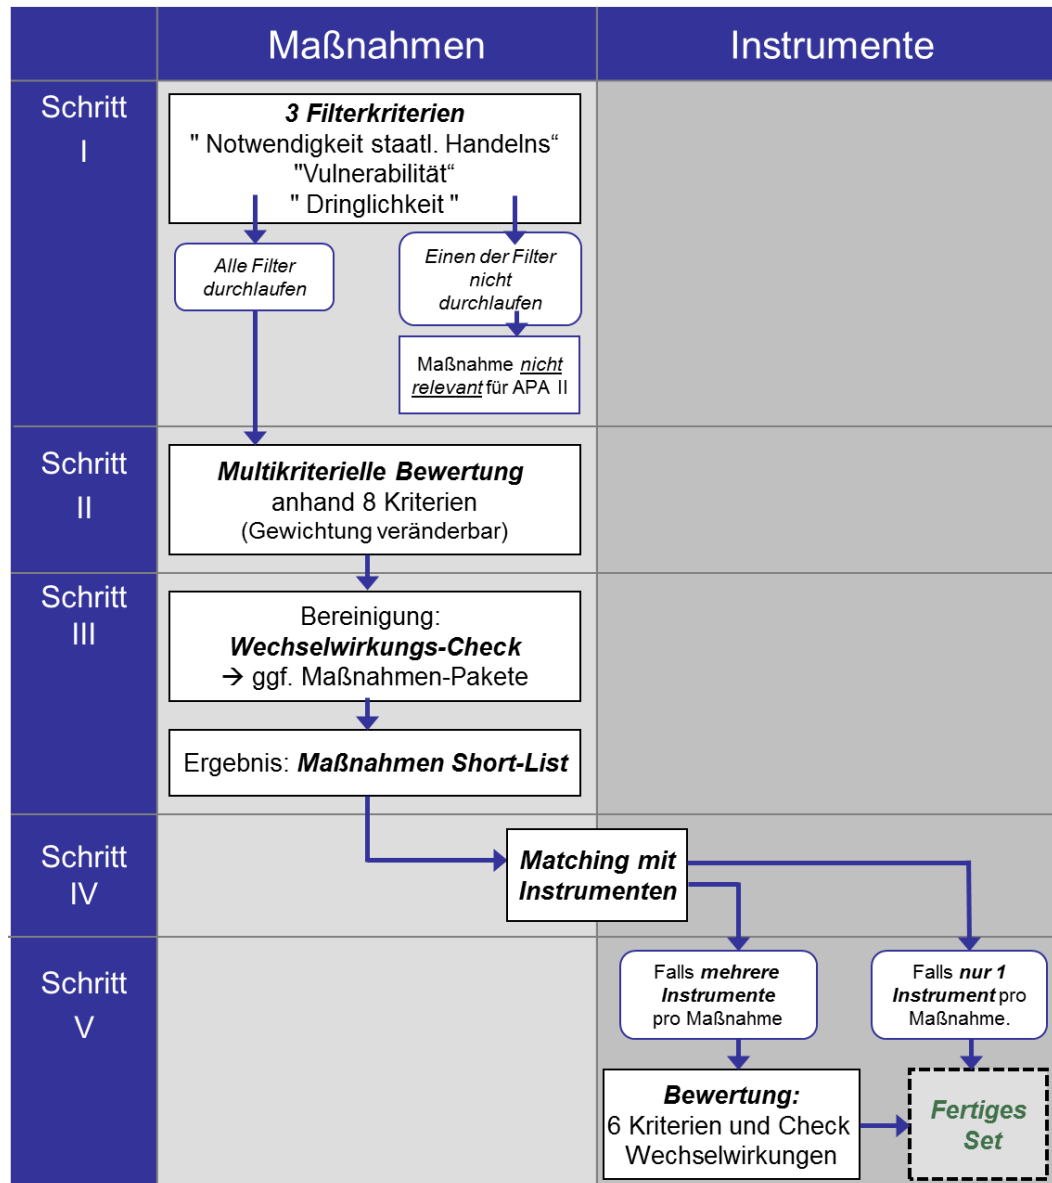 Maßnahmen
Instrumente
Schritt
I
3 Filterkriterien
" Notwendigkeit staatl. Handelns“
"Vulnerabilität“
" Dringlichkeit "
Alle Filter
durchlaufen
Einen der Filter
nicht
durchlaufen
Maßnahme nicht
relevant für APA II
Schritt
II
Multikriterielle Bewertung
anhand 8 Kriterien
(Gewichtung veränderbar)
Schritt
III
Bereinigung:
Wechselwirkungs-Check
→ ggf. Maßnahmen-Pakete
Ergebnis: Maßnahmen Short-List
Schritt
IV
Matching mit
Instrumenten
Schritt
V
Falls mehrere
Instrumente
pro Maßnahme
Falls nur 1
Instrument pro
Maßnahme.
Bewertung:
6 Kriterien und Check
Wechselwirkungen
Fertiges
Set